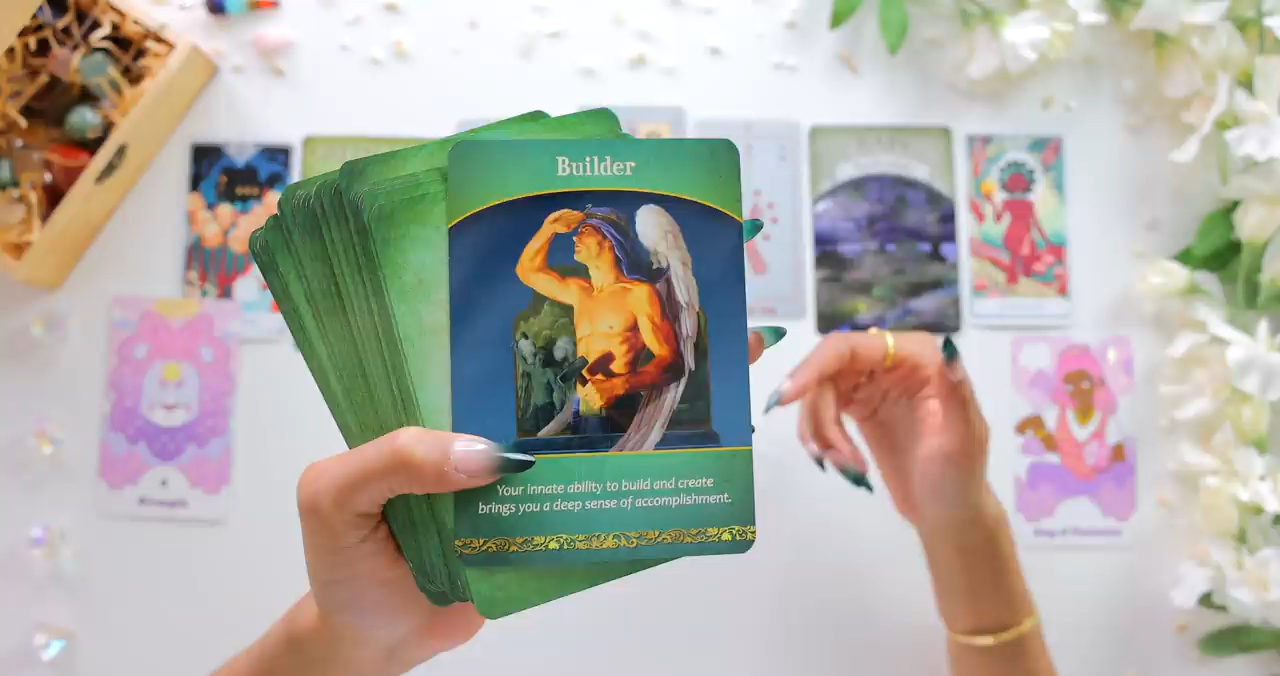 Builder
Your innate ability to build and create
brings you a deep sense of accomplishment.